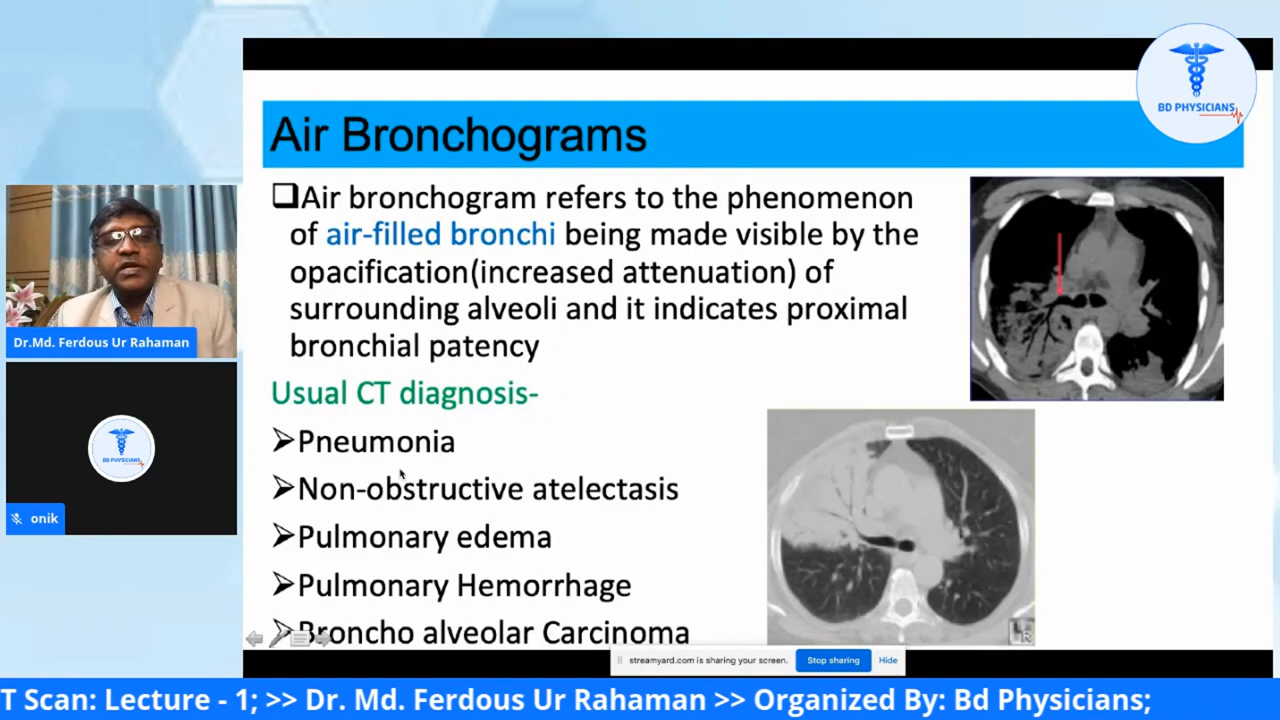 BD PHYSICIANS
Air Bronchograms
❑Air bronchogram refers to the phenomenon
of air-filled bronchi being made visible by the
opacification(increased attenuation) of
surrounding alveoli and it indicates proximal
bronchial patency
Usual CT diagnosis-
➢Pneumonia
➢Non-obstructive atelectasis
➢Pulmonary edema
➢Pulmonary Hemorrhage
➢Broncho alveolar Carcinoma
Dr.Md. Ferdous Ur Rahaman
BD PHYSICIANS
onik
streamyard.com is sharing your screen.
Stop sharing
Hide
T Scan: Lecture - 1; >> Dr. Md. Ferdous Ur Rahaman >> Organized By: Bd Physicians;